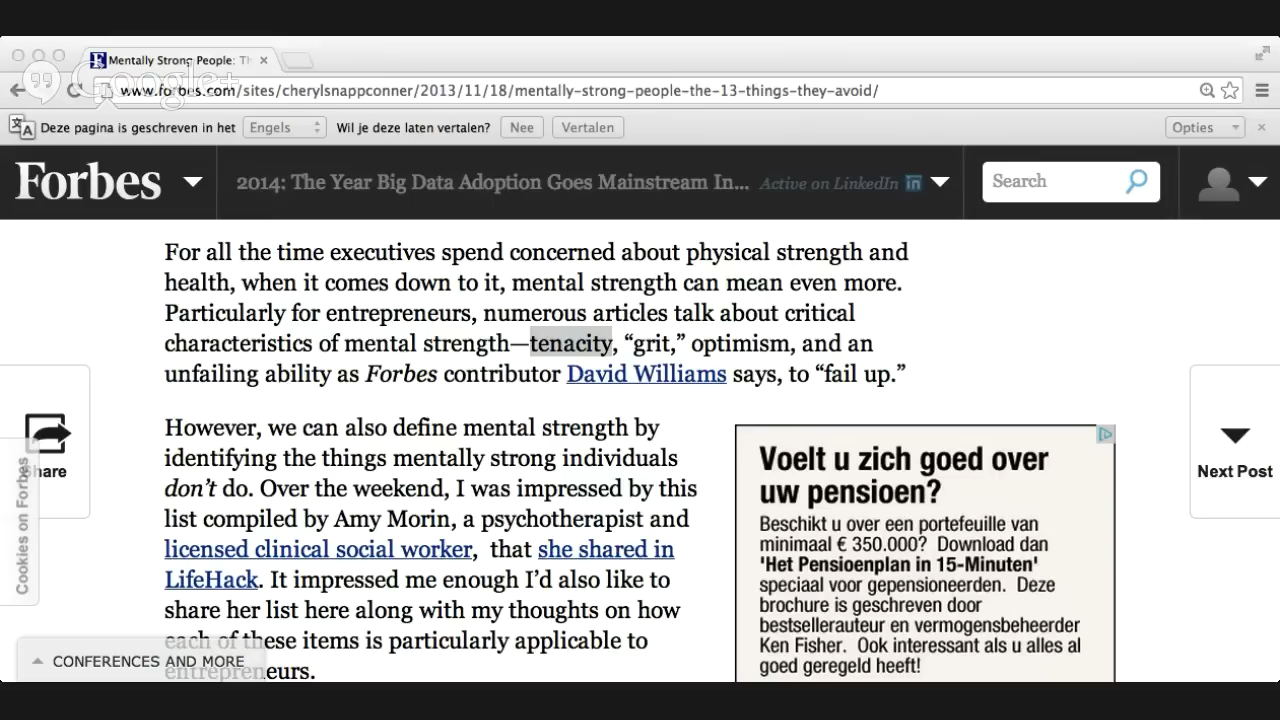 Mentally Strong People: Th
Google+
www.forbes.com/sites/cherylsnappconner/2013/11/18/mentally-strong-people-the-13-things-they-avoid/
Deze pagina is geschreven in het Engels Wil je deze laten vertalen? Nee Vertalen Opties
Forbes 2014: The Year Big Data Adoption Goes Mainstream In... Active on LinkedIn in Search
For all the time executives spend concerned about physical strength and
health, when it comes down to it, mental strength can mean even more.
Particularly for entrepreneurs, numerous articles talk about critical
characteristics of mental strength—tenacity, “grit,” optimism, and an
unfailing ability as Forbes contributor David Williams says, to “fail up.”
However, we can also define mental strength by
identifying the things mentally strong individuals
don’t do. Over the weekend, I was impressed by this
list compiled by Amy Morin, a psychotherapist and
licensed clinical social worker, that she shared in
LifeHack. It impressed me enough I’d also like to
share her list here along with my thoughts on how
each of these items is particularly applicable to
entrepreneurs.
Voelt u zich goed over
uw pensioen?
Beschikt u over een portefeuille van
minimaal € 350.000? Download dan
'Het Pensioenplan in 15-Minuten'
speciaal voor gepensioneerden. Deze
brochure is geschreven door
bestsellerauteur en vermogensbeheerder
Ken Fisher. Ook interessant als u alles al
goed geregeld heeft!
Share
Cookies on Forbes
Next Post
CONFERENCES AND MORE